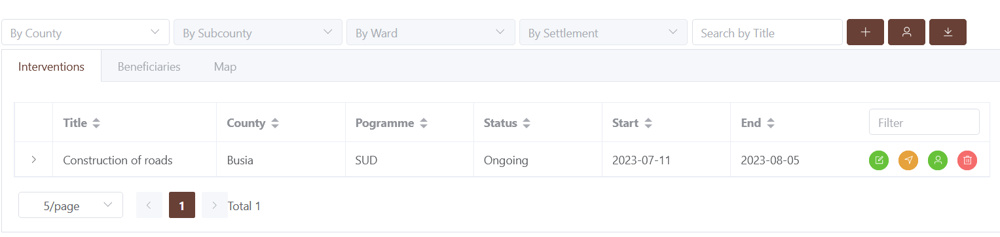 By County By Subcounty By Ward By Settlement Search by Title
Interventions Beneficiaries Map
Title County Pogramme Status Start End Filter
Construction of roads Busia SUD Ongoing 2023-07-11 2023-08-05
5/page 1 Total 1